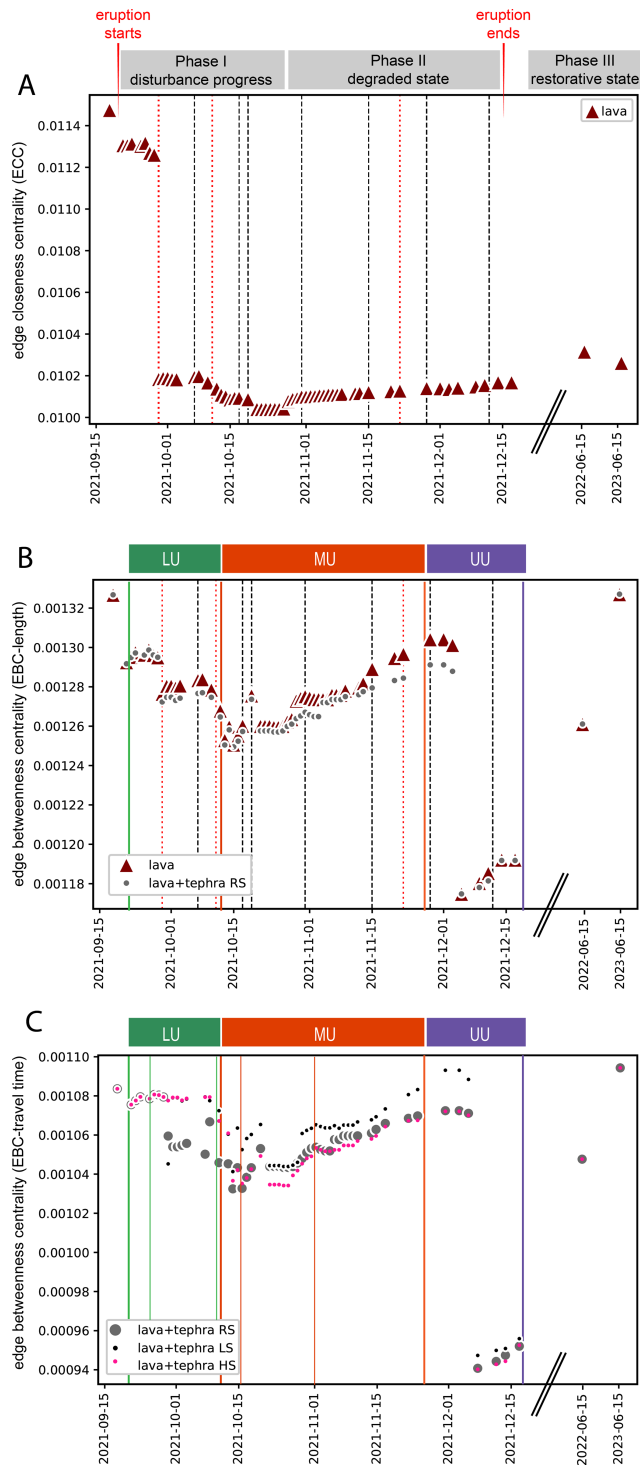 eruption
starts
eruption
ends
A
Phase I
disturbance progress
Phase II
degraded state
Phase III
restorative state
lava
edge closeness centrality (ECC)
0.0114
0.0112
0.0110
0.0108
0.0106
0.0104
0.0102
0.0100
2021-09-15
2021-10-01
2021-10-15
2021-11-01
2021-11-15
2021-12-01
2021-12-15
2022-06-15
2023-06-15
B
LU
MU
UU
edge betweenness centrality (EBC-length)
0.00132
0.00130
0.00128
0.00126
0.00124
0.00122
0.00120
0.00118
lava
lava+tephra RS
2021-09-15
2021-10-01
2021-10-15
2021-11-01
2021-11-15
2021-12-01
2021-12-15
2022-06-15
2023-06-15
C
LU
MU
UU
edge betweenness centrality (EBC-travel time)
0.00110
0.00108
0.00106
0.00104
0.00102
0.00100
0.00098
0.00096
0.00094
lava+tephra RS
lava+tephra LS
lava+tephra HS
2021-09-15
2021-10-01
2021-10-15
2021-11-01
2021-11-15
2021-12-01
2021-12-15
2022-06-15
2023-06-15